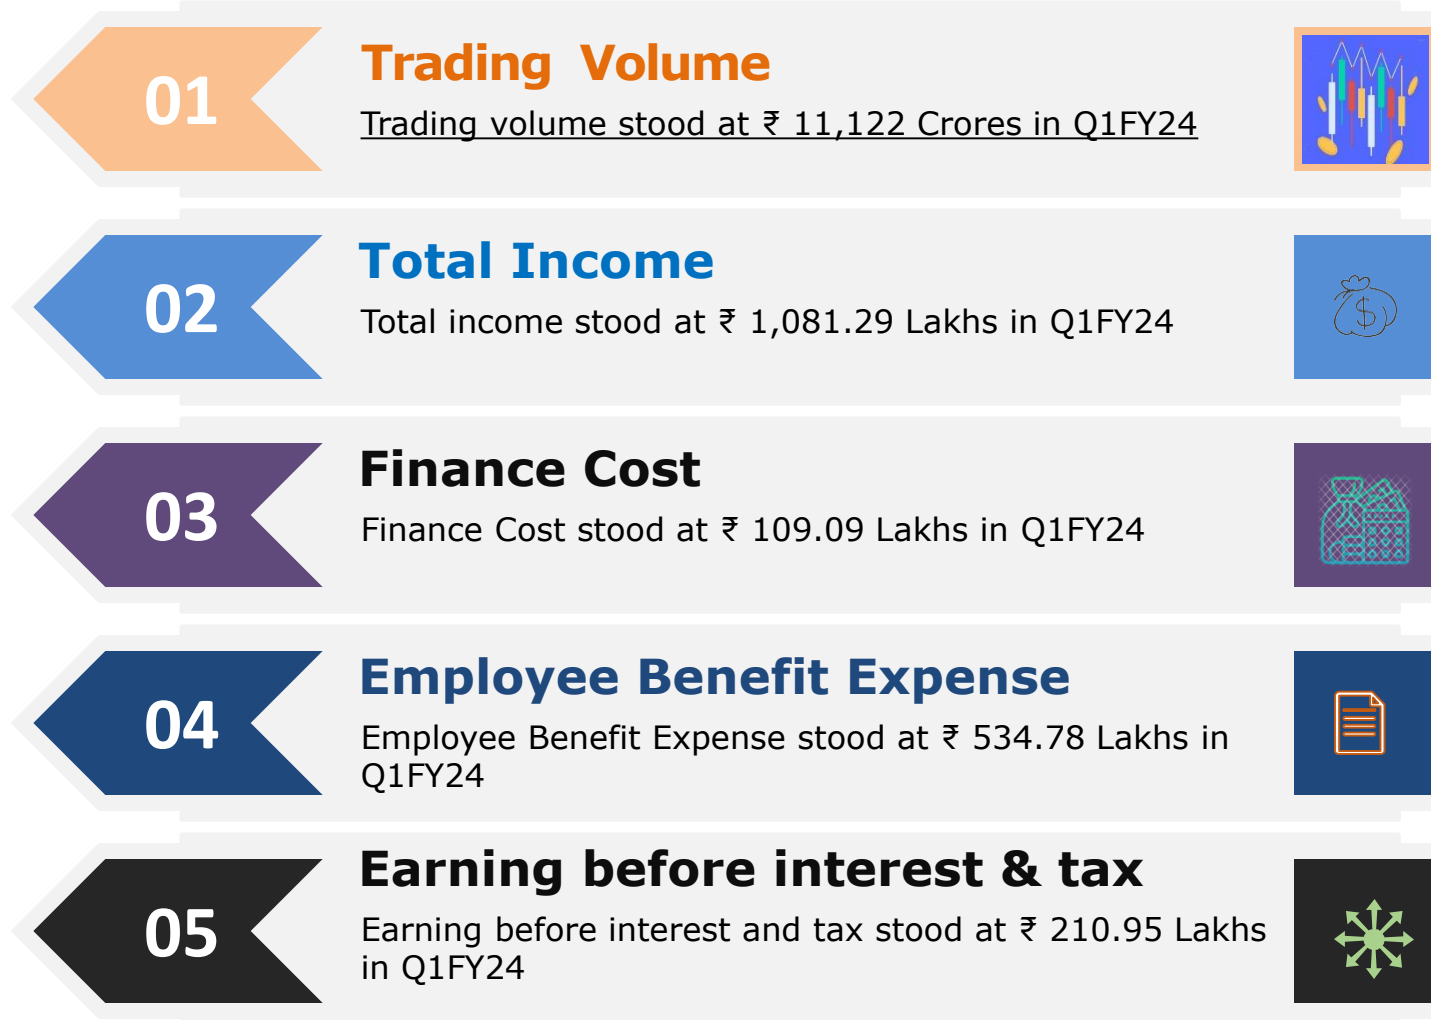 01
Trading Volume
Trading volume stood at ₹ 11,122 Crores in Q1FY24
02
Total Income
Total income stood at ₹ 1,081.29 Lakhs in Q1FY24
$
03
Finance Cost
Finance Cost stood at ₹ 109.09 Lakhs in Q1FY24
04
Employee Benefit Expense
Employee Benefit Expense stood at ₹ 534.78 Lakhs in
Q1FY24
05
Earning before interest & tax
Earning before interest and tax stood at ₹ 210.95 Lakhs
in Q1FY24